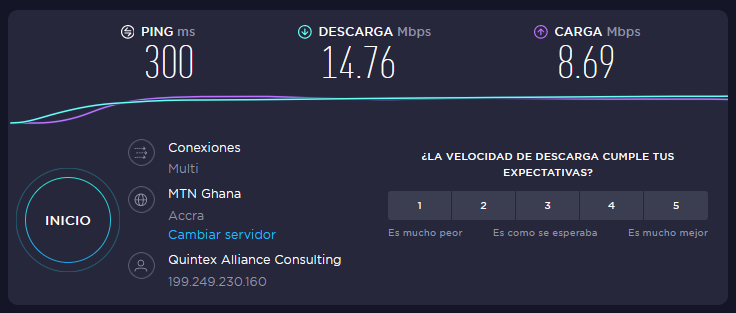 PING ms
300
DESCARGA Mbps
14.76
CARGA Mbps
8.69
INICIO
Conexiones
Multi
MTN Ghana
Accra
Cambiar servidor
Quintex Alliance Consulting
199.249.230.160
¿LA VELOCIDAD DE DESCARGA CUMPLE TUS
EXPECTATIVAS?
1 2 3 4 5
Es mucho peor Es como se esperaba Es mucho mejor